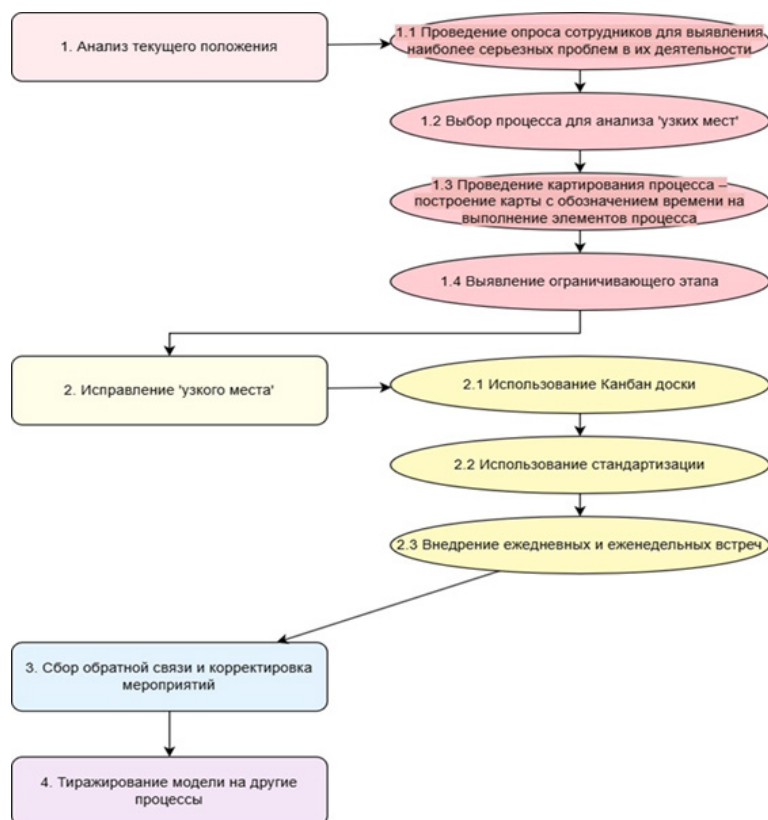 1. Анализ текущего положения
1.1 Проведение опроса сотрудников для выявления
наиболее серьезных проблем в их деятельности
1.2 Выбор процесса для анализа 'узких мест'
1.3 Проведение картирования процесса –
построение карты с обозначением времени на
выполнение элементов процесса
1.4 Выявление ограничивающего этапа
2. Исправление 'узкого места'
2.1 Использование Канбан доски
2.2 Использование стандартизации
2.3 Внедрение ежедневных и еженедельных встреч
3. Сбор обратной связи и корректировка
мероприятий
4. Тиражирование модели на другие
процессы